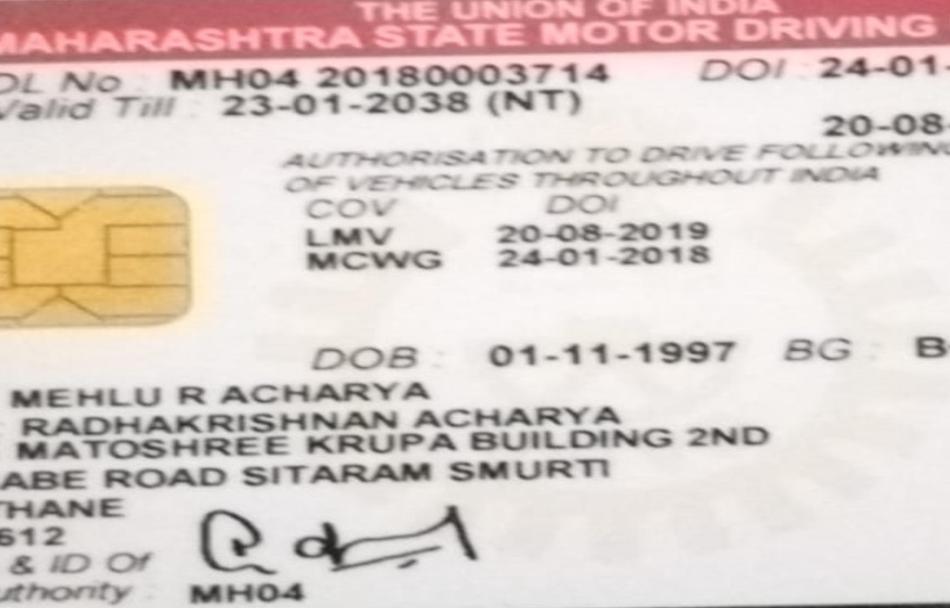 THE UNION OF INDIA
MAHARASHTRA STATE MOTOR DRIVING
DL No : MH04 20180003714 DOI : 24-01-
Valid Till : 23-01-2038 (NT)
20-08-
AUTHORISATION TO DRIVE FOLLOWING
OF VEHICLES THROUGHOUT INDIA
COV DOI
LMV 20-08-2019
MCWG 24-01-2018
DOB : 01-11-1997 BG : B
MEHLU R ACHARYA
RADHAKRISHNAN ACHARYA
MATOSHREE KRUPA BUILDING 2ND
ABE ROAD SITARAM SMURTI
THANE
612
& ID Of
uthority : MH04